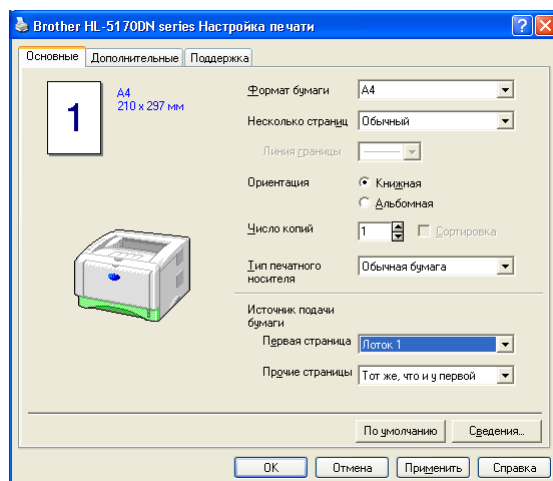 Brother HL-5170DN series Настройка печати
Основные Дополнительные Поддержка
1
A4
210 x 297 мм
Формат бумаги A4
Несколько страниц Обычный
Линия границы
Ориентация Книжная
Альбомная
Число копий 1 Сортировка
Тип печатного
носителя
Обычная бумага
Источник подачи
бумаги
Первая страница Лоток 1
Прочие страницы Тот же, что и у первой
По умолчанию Сведения...
OK Отмена Применить Справка